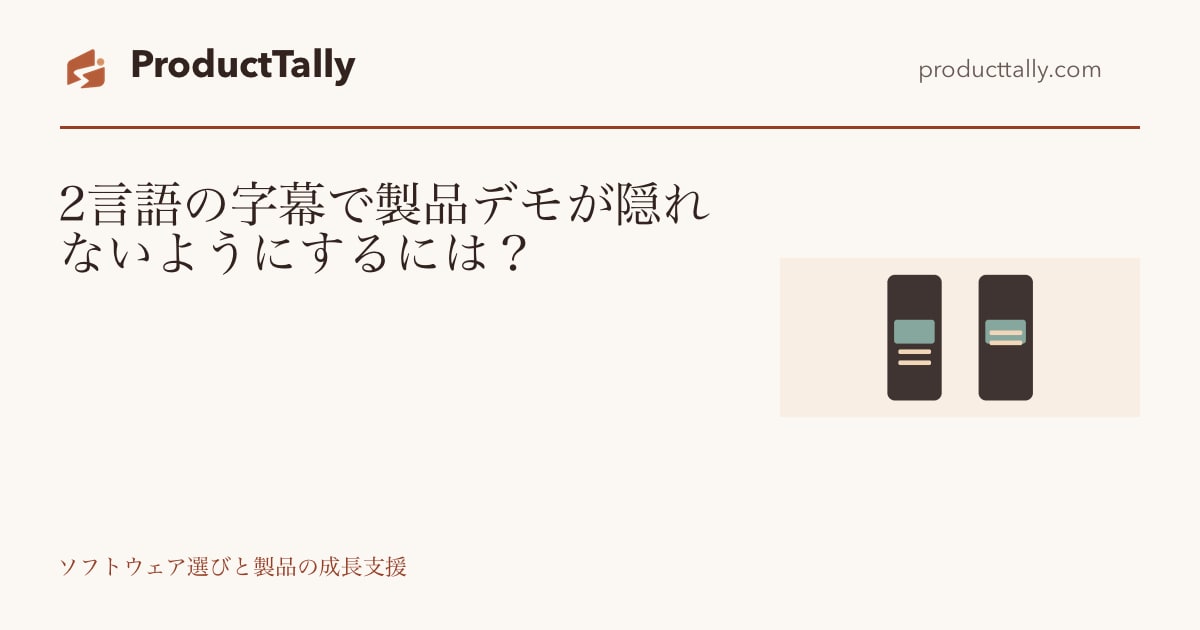 ProductTally
producttally.com
2言語の字幕で製品デモが隠れ
ないようにするには？
ソフトウェア選びと製品の成長支援